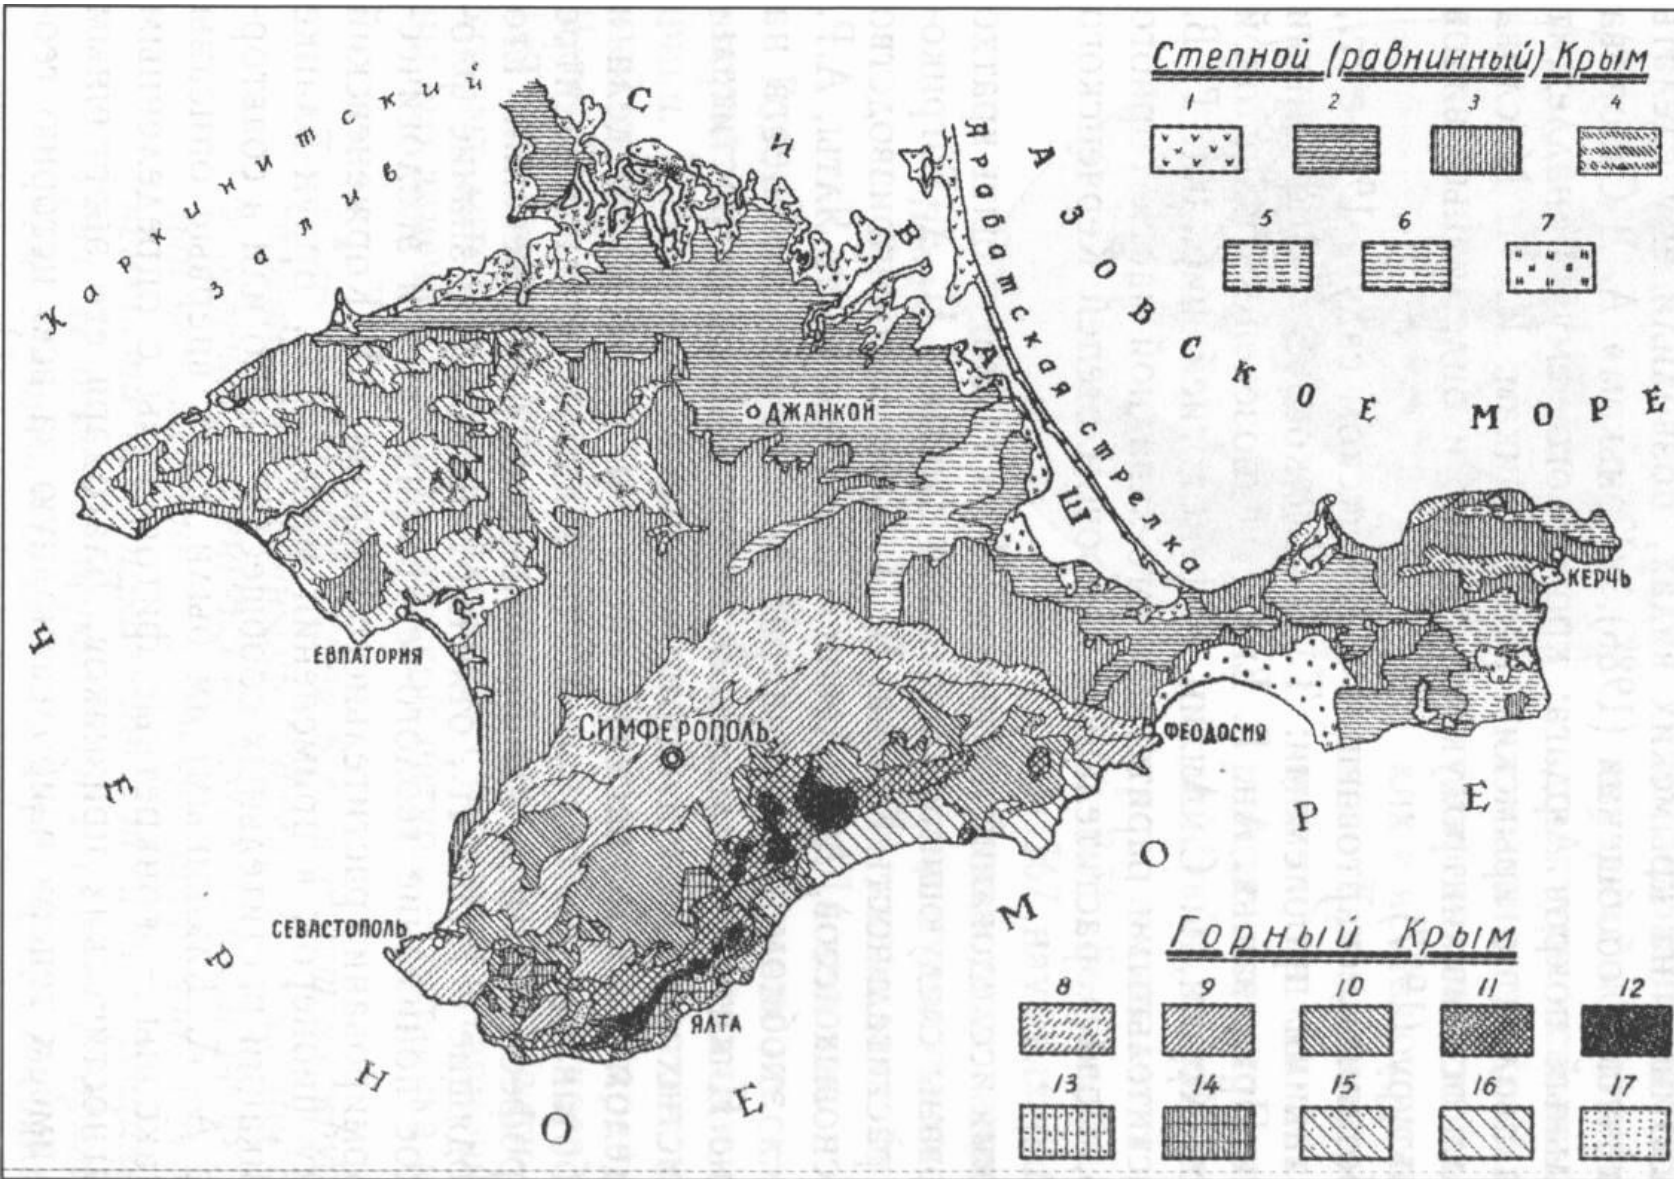 Степной (равнинный) Крым
1 2 3 4
5 6 7
Каркинитский
залив
СИВАШ
Арабатская стрелка
АЗОВСКОЕ МОРЕ
ДЖАНКОЙ
КЕРЧЬ
ЕВПАТОРИЯ
СИМФЕРОПОЛЬ
ФЕОДОСИЯ
СЕВАСТОПОЛЬ
ЯЛТА
ЧЕРНОЕ МОРЕ
Горный Крым
8 9 10 11 12
13 14 15 16 17